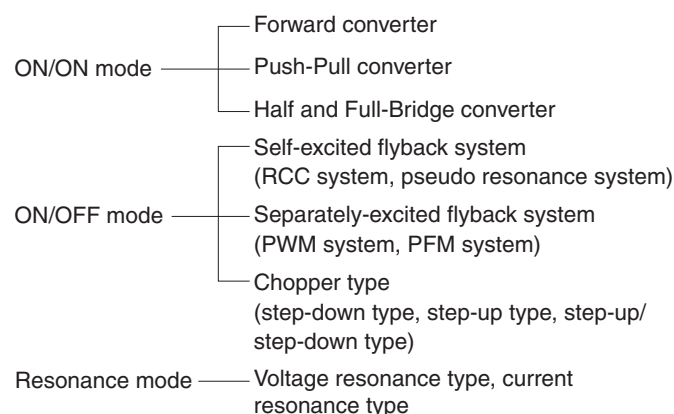 ON/ON mode
Forward converter
Push-Pull converter
Half and Full-Bridge converter
ON/OFF mode
Self-excited flyback system
(RCC system, pseudo resonance system)
Separately-excited flyback system
(PWM system, PFM system)
Chopper type
(step-down type, step-up type, step-up/
step-down type)
Resonance mode
Voltage resonance type, current
resonance type